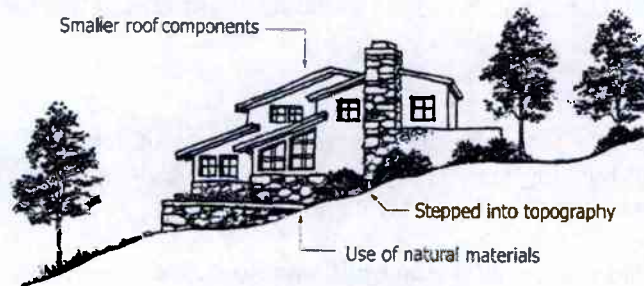 Smaller roof components
Stepped into topography
Use of natural materials